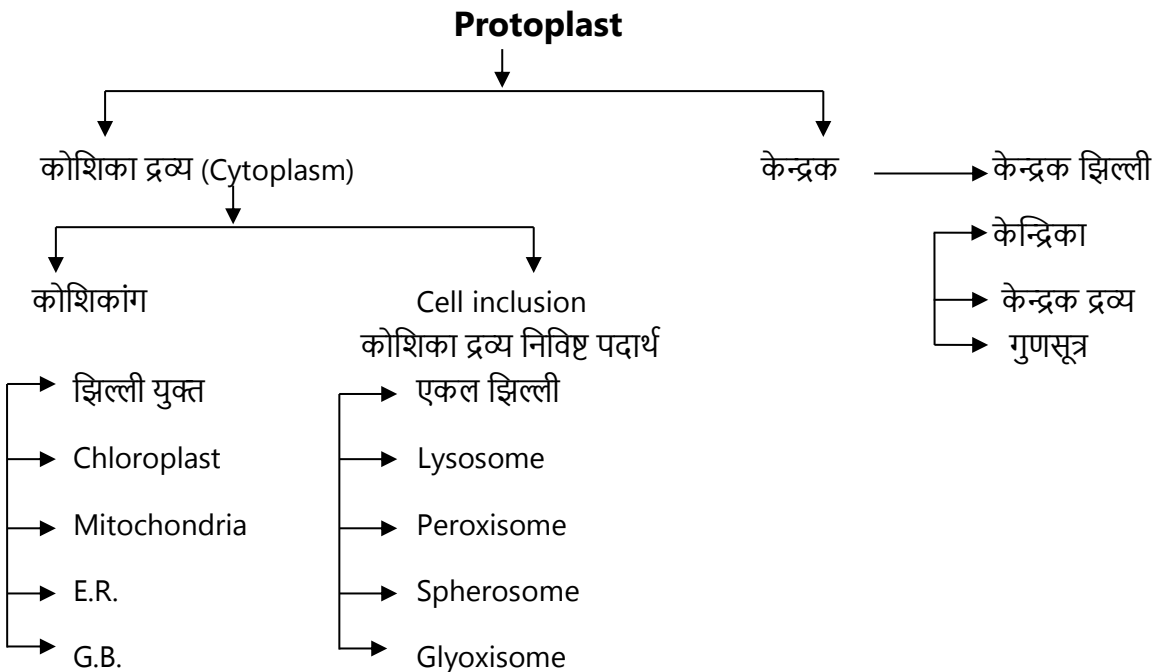 Protoplast
कोशिका द्रव्य (Cytoplasm)
केन्द्रक
केन्द्रक झिल्ली
केन्द्रिका
केन्द्रक द्रव्य
गुणसूत्र
कोशिकांग
Cell inclusion
कोशिका द्रव्य निविष्ट पदार्थ
झिल्ली युक्त
Chloroplast
Mitochondria
E.R.
G.B.
एकल झिल्ली
Lysosome
Peroxisome
Spherosome
Glyoxisome